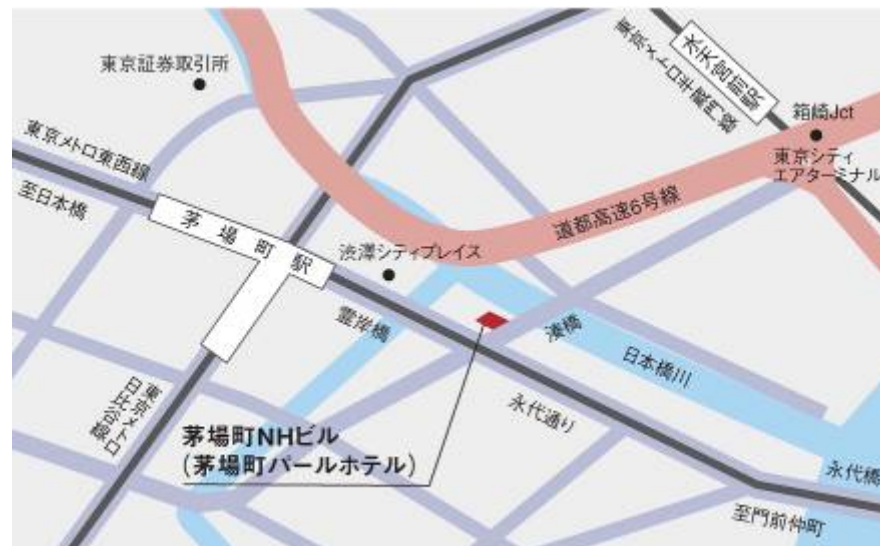 東京証券取引所
水天宮前駅
東京メトロ半蔵門線
箱崎Jct
東京シティ
エアターミナル
東京メトロ東西線
至日本橋
茅場町駅
渋澤シティプレイス
道都高速6号線
霊岸橋
湊橋
日本橋川
永代通り
東京メトロ
日比谷線
茅場町NHビル
(茅場町パールホテル)
永代橋
至門前仲町